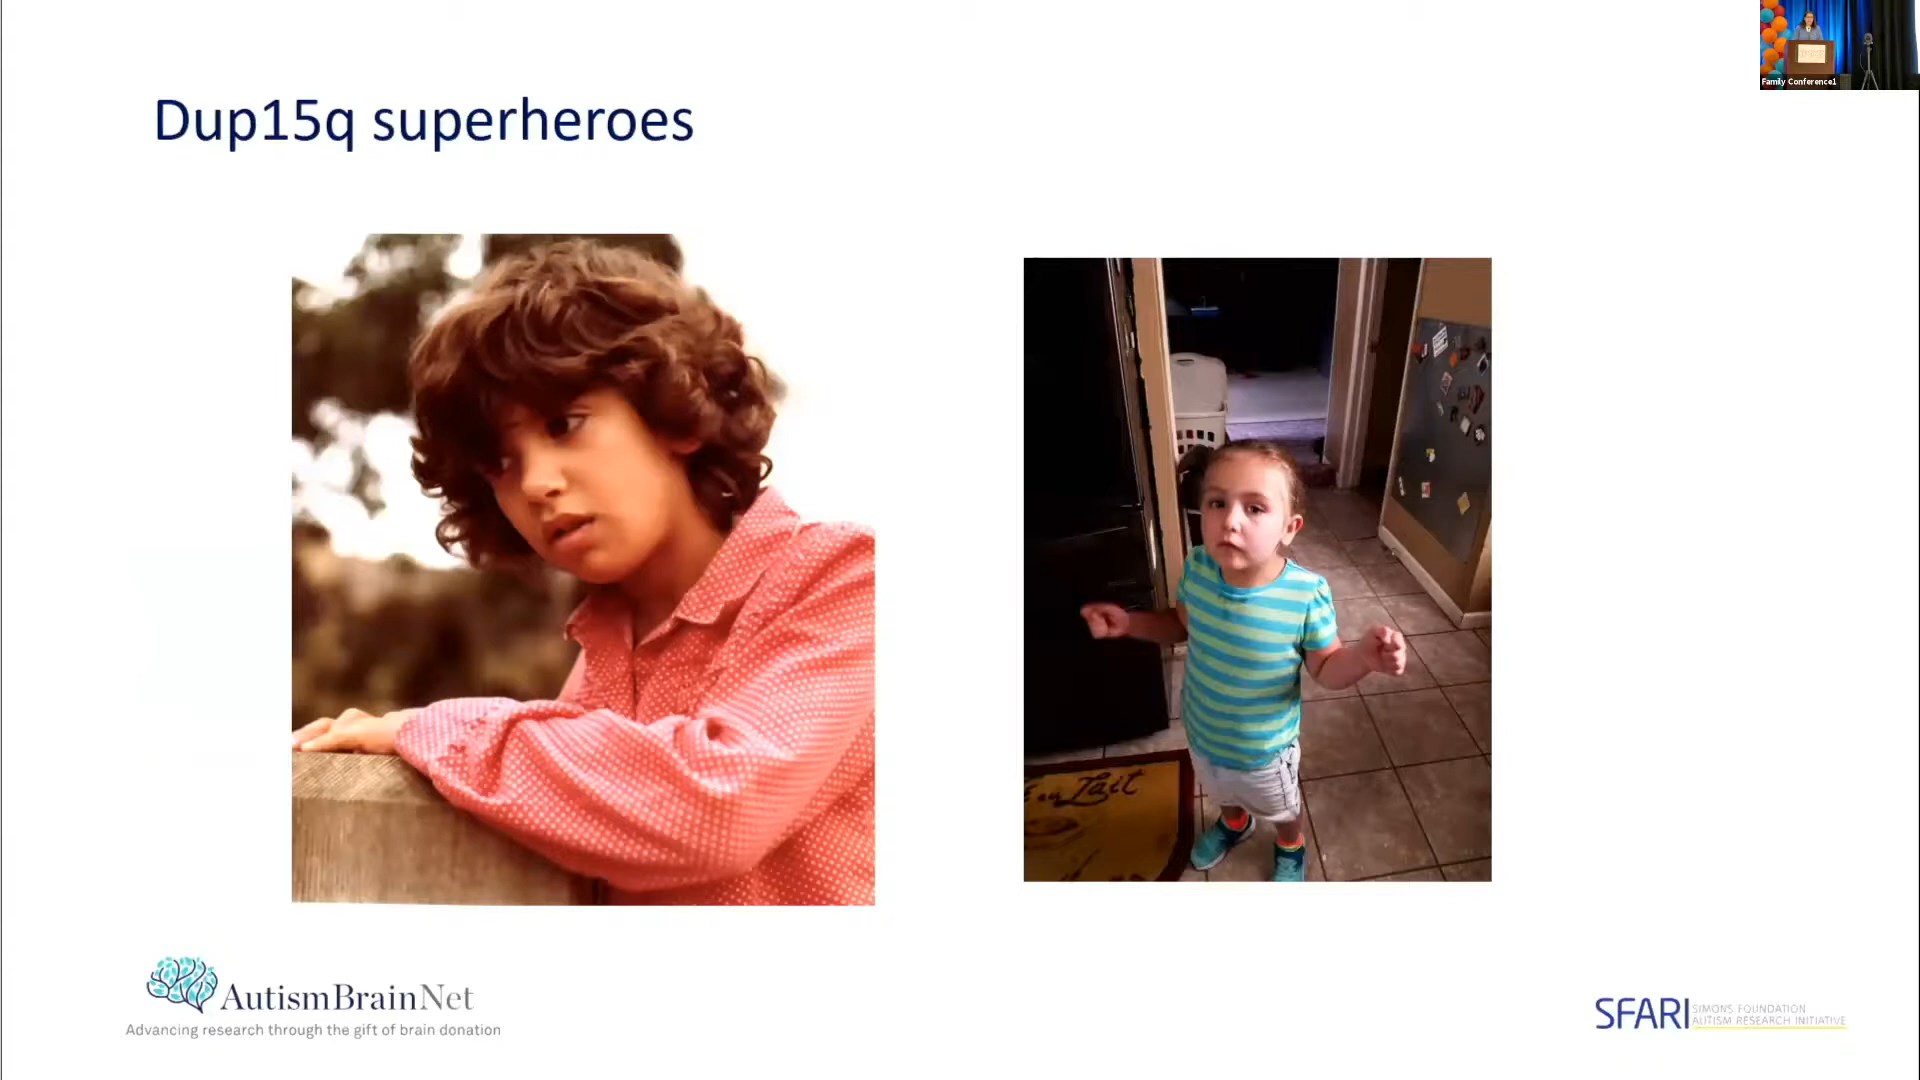 Family Conference1
Dup15q superheroes
Lait
AutismBrainNet
Advancing research through the gift of brain donation
SFARI
SIMONS FOUNDATION
AUTISM RESEARCH INITIATIVE